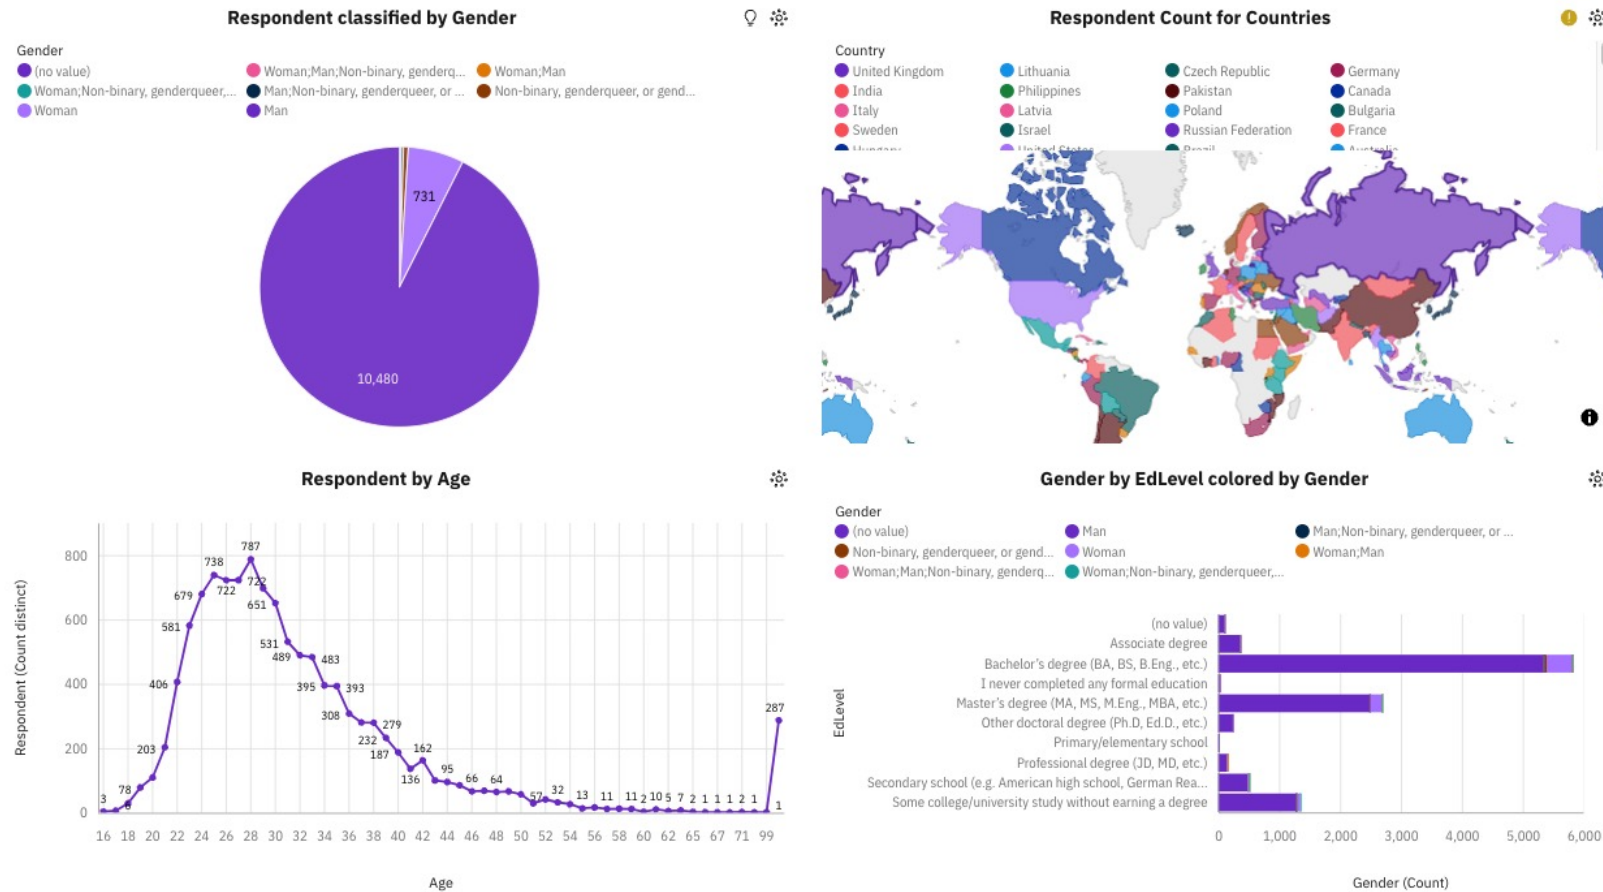 Respondent classified by Gender
Gender
(no value)
Woman;Man;Non-binary, genderq...
Woman;Man
Woman;Non-binary, genderqueer,...
Man;Non-binary, genderqueer, or ...
Non-binary, genderqueer, or gend...
Woman
Man
731
10,480
Respondent Count for Countries
Country
United Kingdom
Lithuania
Czech Republic
Germany
India
Philippines
Pakistan
Canada
Italy
Latvia
Poland
Bulgaria
Sweden
Israel
Russian Federation
France
Hungary
United States
Brazil
Australia
Respondent by Age
Respondent (Count distinct)
800
600
400
200
0
3
78
203
406
581
679
738
722
787
722
651
531
489
483
395
393
308
279
232
187
136
162
95
66
64
57
32
13
11
11
2
10
5
7
2
1
1
1
2
1
287
1
16 18 20 22 24 26 28 30 32 34 36 38 40 42 44 46 48 50 52 54 56 58 60 62 65 67 71 99
Age
Gender by EdLevel colored by Gender
Gender
(no value)
Man
Man;Non-binary, genderqueer, or ...
Non-binary, genderqueer, or gend...
Woman
Woman;Man
Woman;Man;Non-binary, genderq...
Woman;Non-binary, genderqueer,...
EdLevel
(no value)
Associate degree
Bachelor's degree (BA, BS, B.Eng., etc.)
I never completed any formal education
Master's degree (MA, MS, M.Eng., MBA, etc.)
Other doctoral degree (Ph.D, Ed.D., etc.)
Primary/elementary school
Professional degree (JD, MD, etc.)
Secondary school (e.g. American high school, German Rea...
Some college/university study without earning a degree
0 1,000 2,000 3,000 4,000 5,000 6,000
Gender (Count)